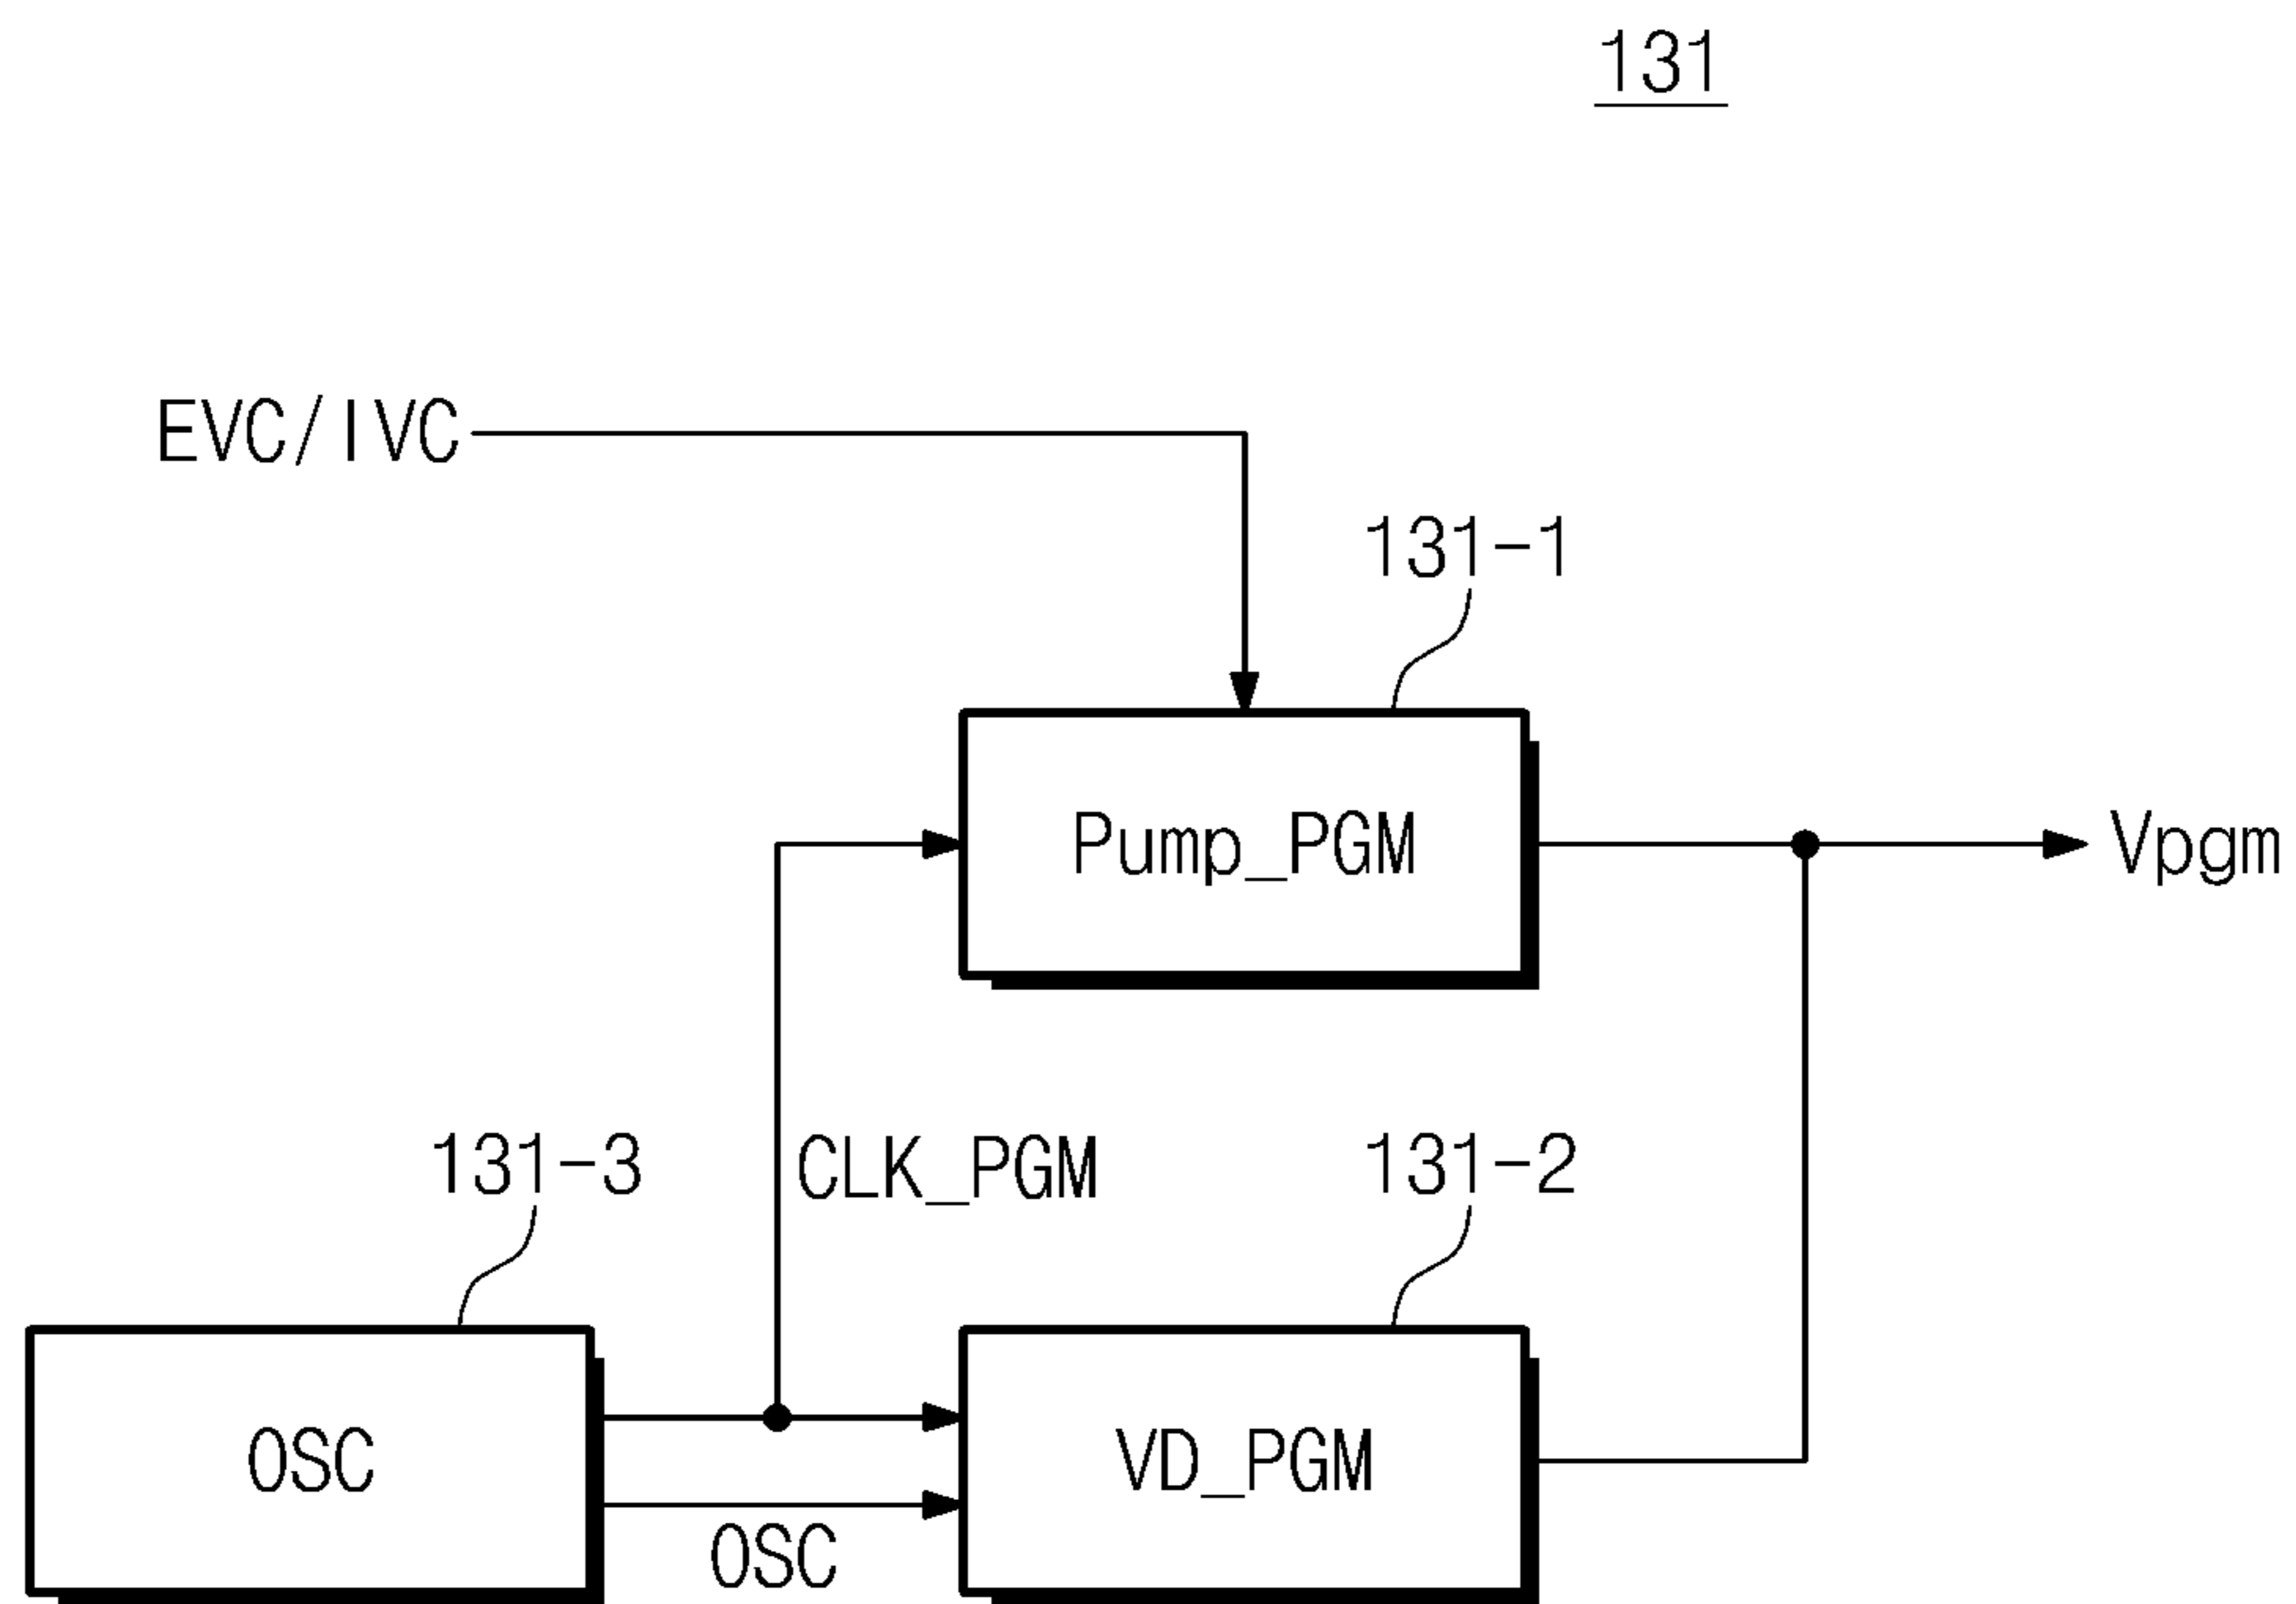 131
EVC/IVC
131-1
Pump_PGM
Vpgm
131-3
CLK_PGM
131-2
OSC
VD_PGM
OSC